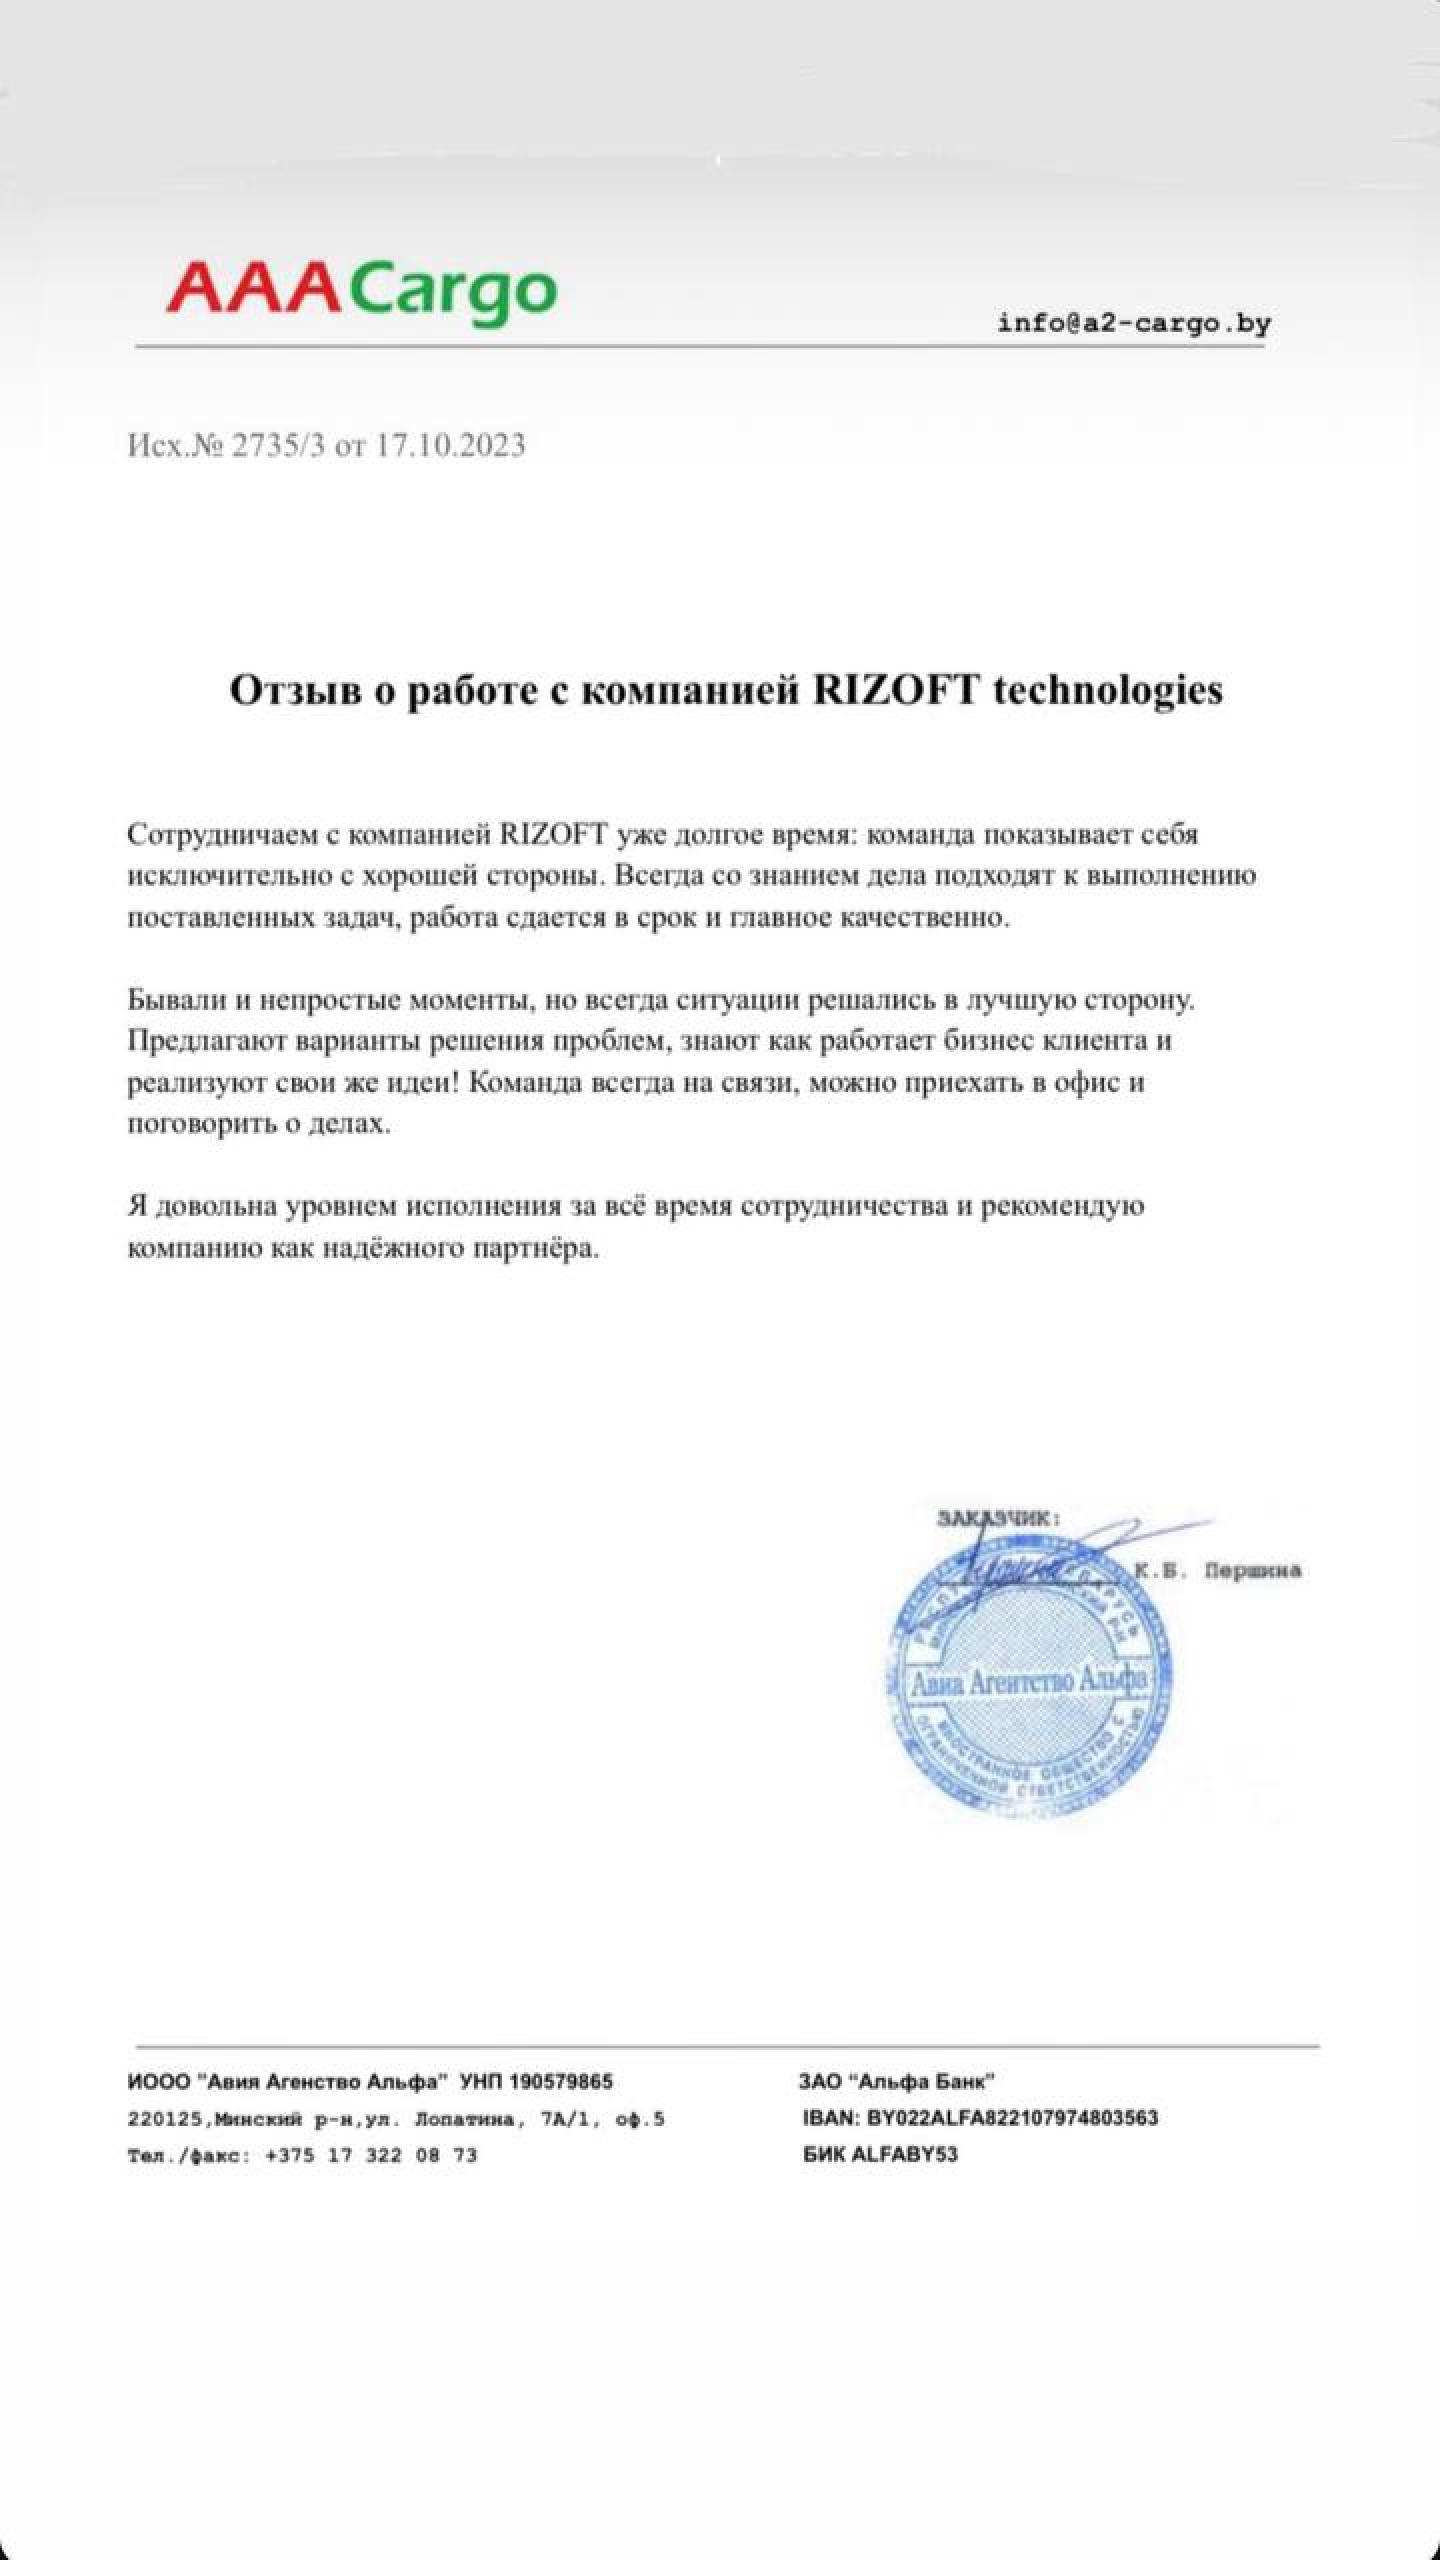 AAACargo
info@a2-cargo.by
Исх.№ 2735/3 от 17.10.2023
Отзыв о работе с компанией RIZOFT technologies
Сотрудничаем с компанией RIZOFT уже долгое время: команда показывает себя
исключительно с хорошей стороны. Всегда со знанием дела подходят к выполнению
поставленных задач, работа сдается в срок и главное качественно.
Бывали и непростые моменты, но всегда ситуации решались в лучшую сторону.
Предлагают варианты решения проблем, знают как работает бизнес клиента и
реализуют свои же идеи! Команда всегда на связи, можно приехать в офис и
поговорить о делах.
Я довольна уровнем исполнения за всё время сотрудничества и рекомендую
компанию как надёжного партнёра.
ЗАКАЗЧИК:
К.В. Першина
Авиа Агентство Альфа
ИНОСТРАННОЕ ОБЩЕСТВО С
ОГРАНИЧЕННОЙ ОТВЕТСТВЕННОСТЬЮ
ИООО "Авия Агенство Альфа" УНП 190579865
220125,Минский р-н,ул. Лопатина, 7А/1, оф.5
Тел./факс: +375 17 322 08 73
ЗАО “Альфа Банк”
IBAN: BY022ALFA822107974803563
БИК ALFABY53